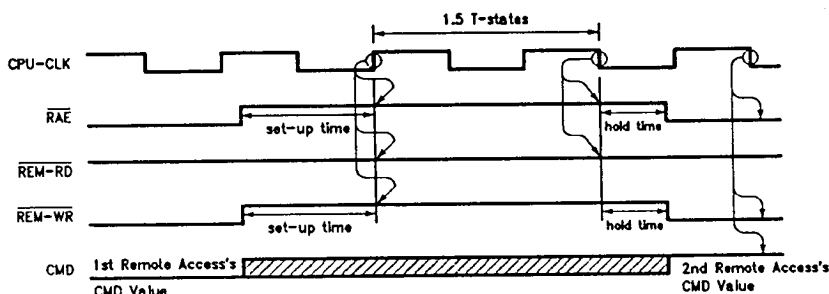 1.5 T-states
CPU-CLK
RAE
set-up time
hold time
REM-RD
REM-WR
set-up time
hold time
CMD
1st Remote Access's
CMD Value
2nd Remote Access's
CMD Value